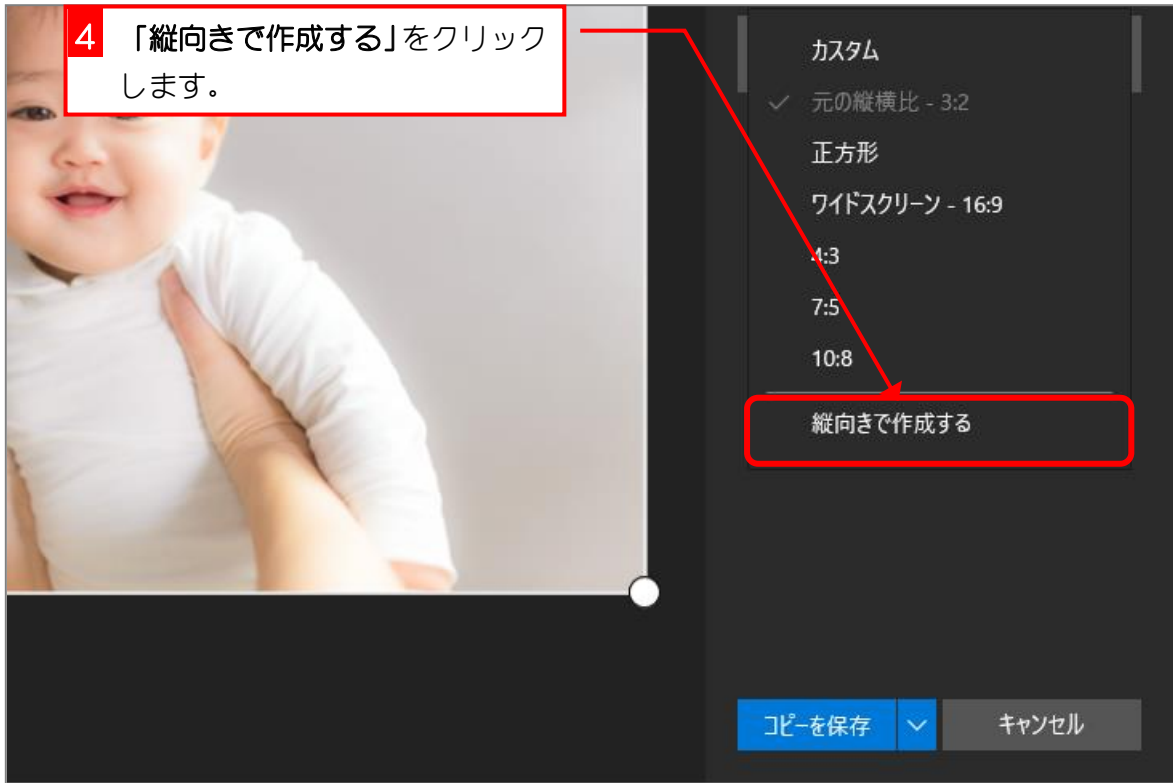 4 「縦向きで作成する」をクリック
します。
カスタム
元の縦横比 - 3:2
正方形
ワイドスクリーン - 16:9
4:3
7:5
10:8
縦向きで作成する
コピーを保存
キャンセル